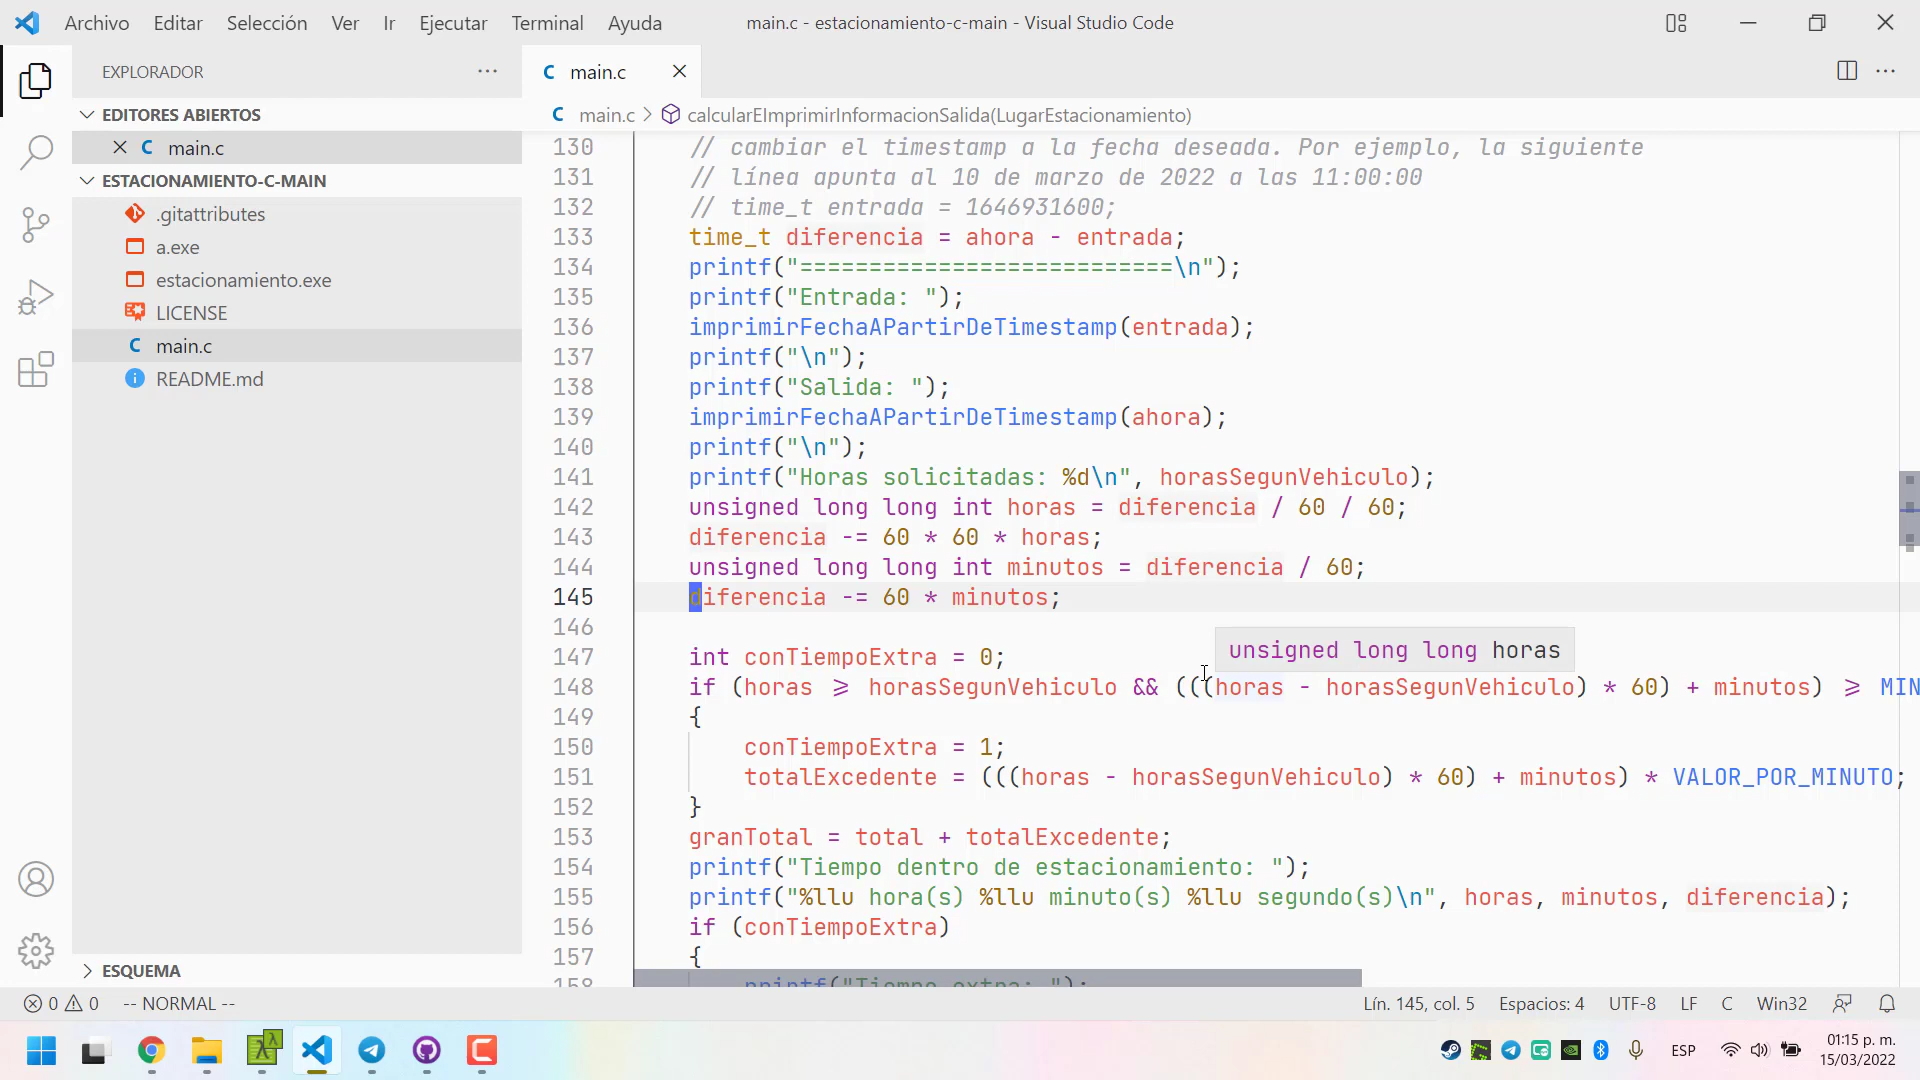 Archivo Editar Selección Ver Ir Ejecutar Terminal Ayuda
main.c - estacionamiento-c-main - Visual Studio Code
EXPLORADOR
C main.c
EDITORES ABIERTOS
C main.c
ESTACIONAMIENTO-C-MAIN
.gitattributes
a.exe
estacionamiento.exe
LICENSE
C main.c
README.md
ESQUEMA
C main.c > calcularEImprimirInformacionSalida(LugarEstacionamiento)
130 // cambiar el timestamp a la fecha deseada. Por ejemplo, la siguiente
131 // línea apunta al 10 de marzo de 2022 a las 11:00:00
132 // time_t entrada = 1646931600;
133 time_t diferencia = ahora - entrada;
134 printf("===========================\n");
135 printf("Entrada: ");
136 imprimirFechaAPartirDeTimestamp(entrada);
137 printf("\n");
138 printf("Salida: ");
139 imprimirFechaAPartirDeTimestamp(ahora);
140 printf("\n");
141 printf("Horas solicitadas: %d\n", horasSegunVehiculo);
142 unsigned long long int horas = diferencia / 60 / 60;
143 diferencia -= 60 * 60 * horas;
144 unsigned long long int minutos = diferencia / 60;
145 diferencia -= 60 * minutos;
146
unsigned long long horas
147 int conTiempoExtra = 0;
148 if (horas ⩾ horasSegunVehiculo && (((horas - horasSegunVehiculo) * 60) + minutos) ⩾ MIN
149 {
150 conTiempoExtra = 1;
151 totalExcedente = (((horas - horasSegunVehiculo) * 60) + minutos) * VALOR_POR_MINUTO;
152 }
153 granTotal = total + totalExcedente;
154 printf("Tiempo dentro de estacionamiento: ");
155 printf("%llu hora(s) %llu minuto(s) %llu segundo(s)\n", horas, minutos, diferencia);
156 if (conTiempoExtra)
157 {
158 printf("Tiempo extra: ");
0 0 -- NORMAL --
Lín. 145, col. 5 Espacios: 4 UTF-8 LF C Win32
ESP
01:15 p. m.
15/03/2022